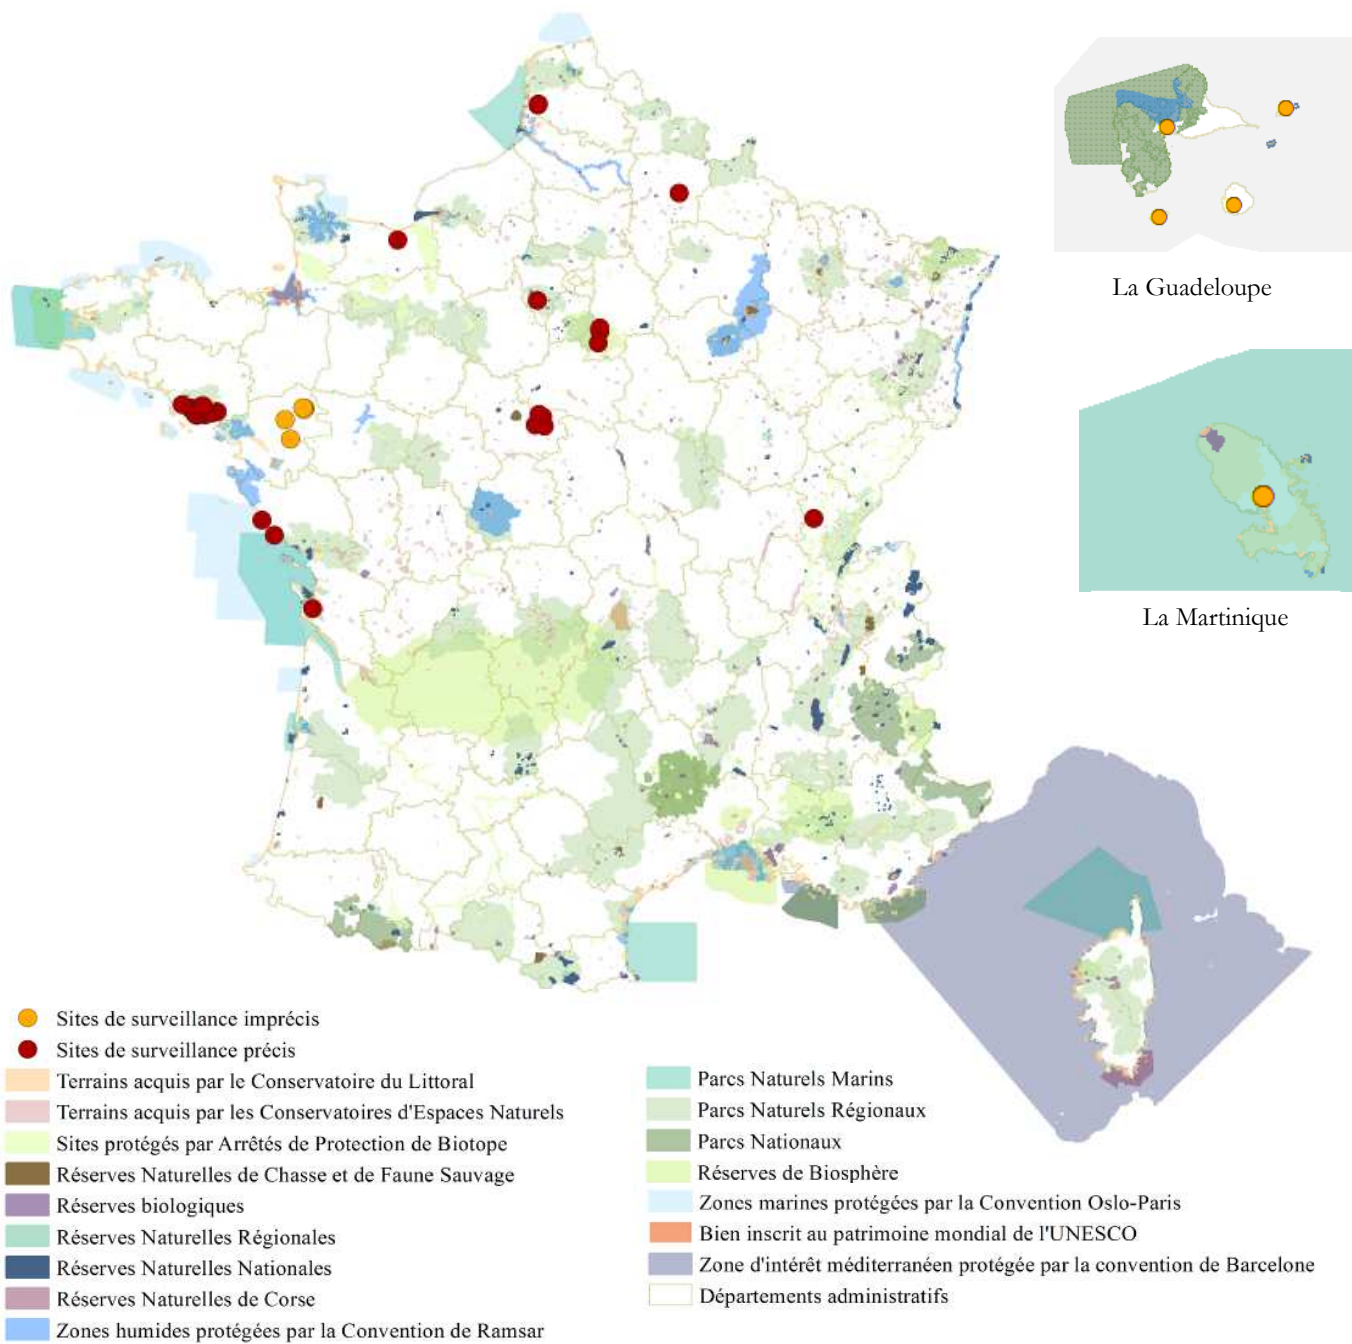 La Guadeloupe
La Martinique
Sites de surveillance imprécis
Sites de surveillance précis
Terrains acquis par le Conservatoire du Littoral
Terrains acquis par les Conservatoires d'Espaces Naturels
Sites protégés par Arrêtés de Protection de Biotope
Réserves Naturelles de Chasse et de Faune Sauvage
Réserves biologiques
Réserves Naturelles Régionales
Réserves Naturelles Nationales
Réserves Naturelles de Corse
Zones humides protégées par la Convention de Ramsar
Parcs Naturels Marins
Parcs Naturels Régionaux
Parcs Nationaux
Réserves de Biosphère
Zones marines protégées par la Convention Oslo-Paris
Bien inscrit au patrimoine mondial de l'UNESCO
Zone d'intérêt méditerranéen protégée par la convention de Barcelone
Départements administratifs